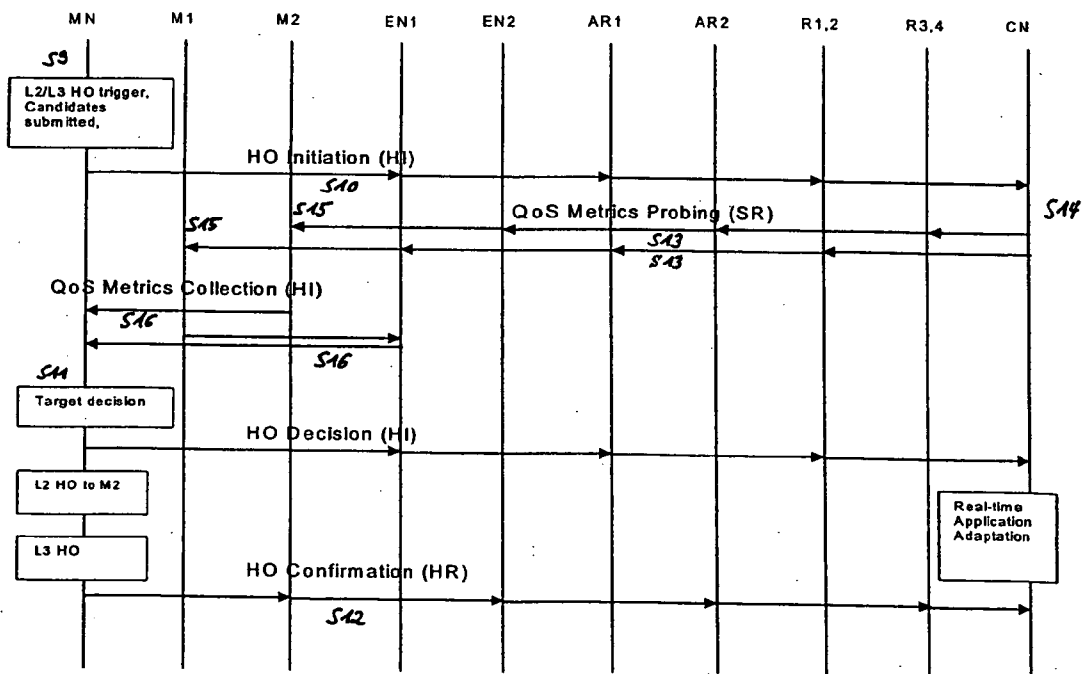 MN M1 M2 EN1 EN2 AR1 AR2 R1,2 R3,4 CN
S9
L2/L3 HO trigger,
Candidates
submitted,
HO Initiation (HI)
S10
S15
S15
QoS Metrics Probing (SR)
S14
S13
S13
QoS Metrics Collection (HI)
S16
S16
S11
Target decision
HO Decision (HI)
L2 HO to M2
Real-time
Application
Adaptation
L3 HO
HO Confirmation (HR)
S12